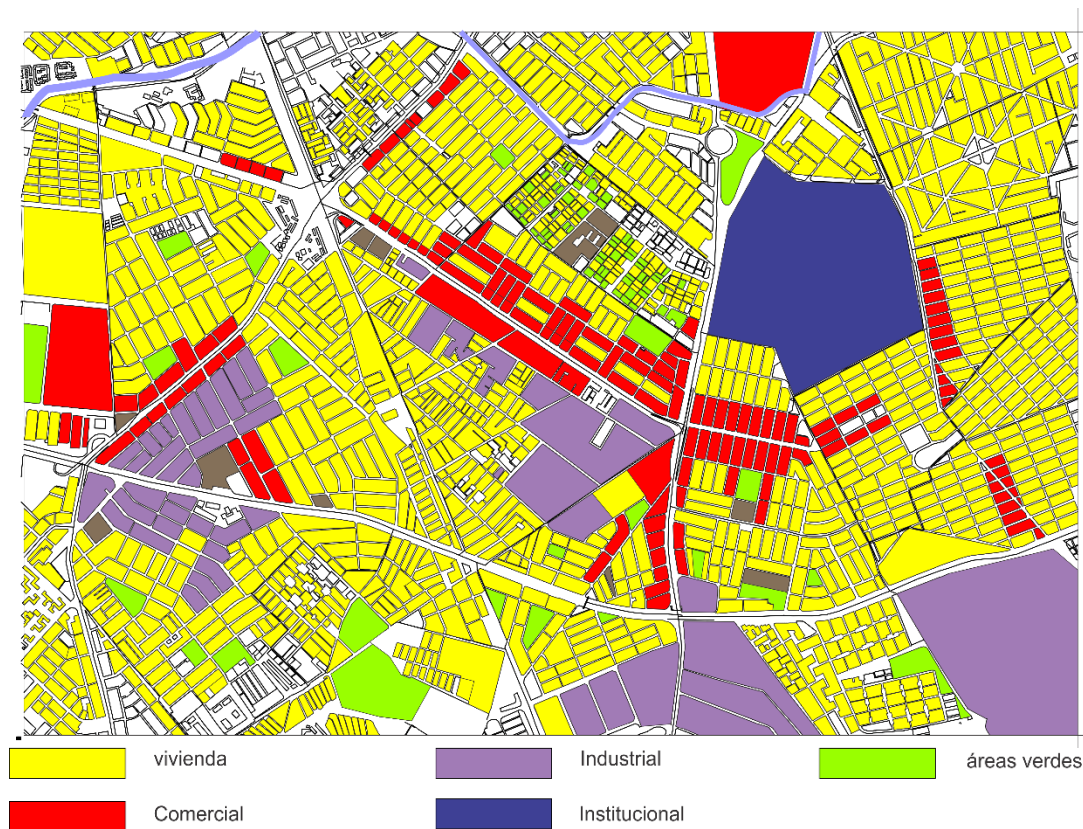 vivienda
Industrial
áreas verdes
Comercial
Institucional